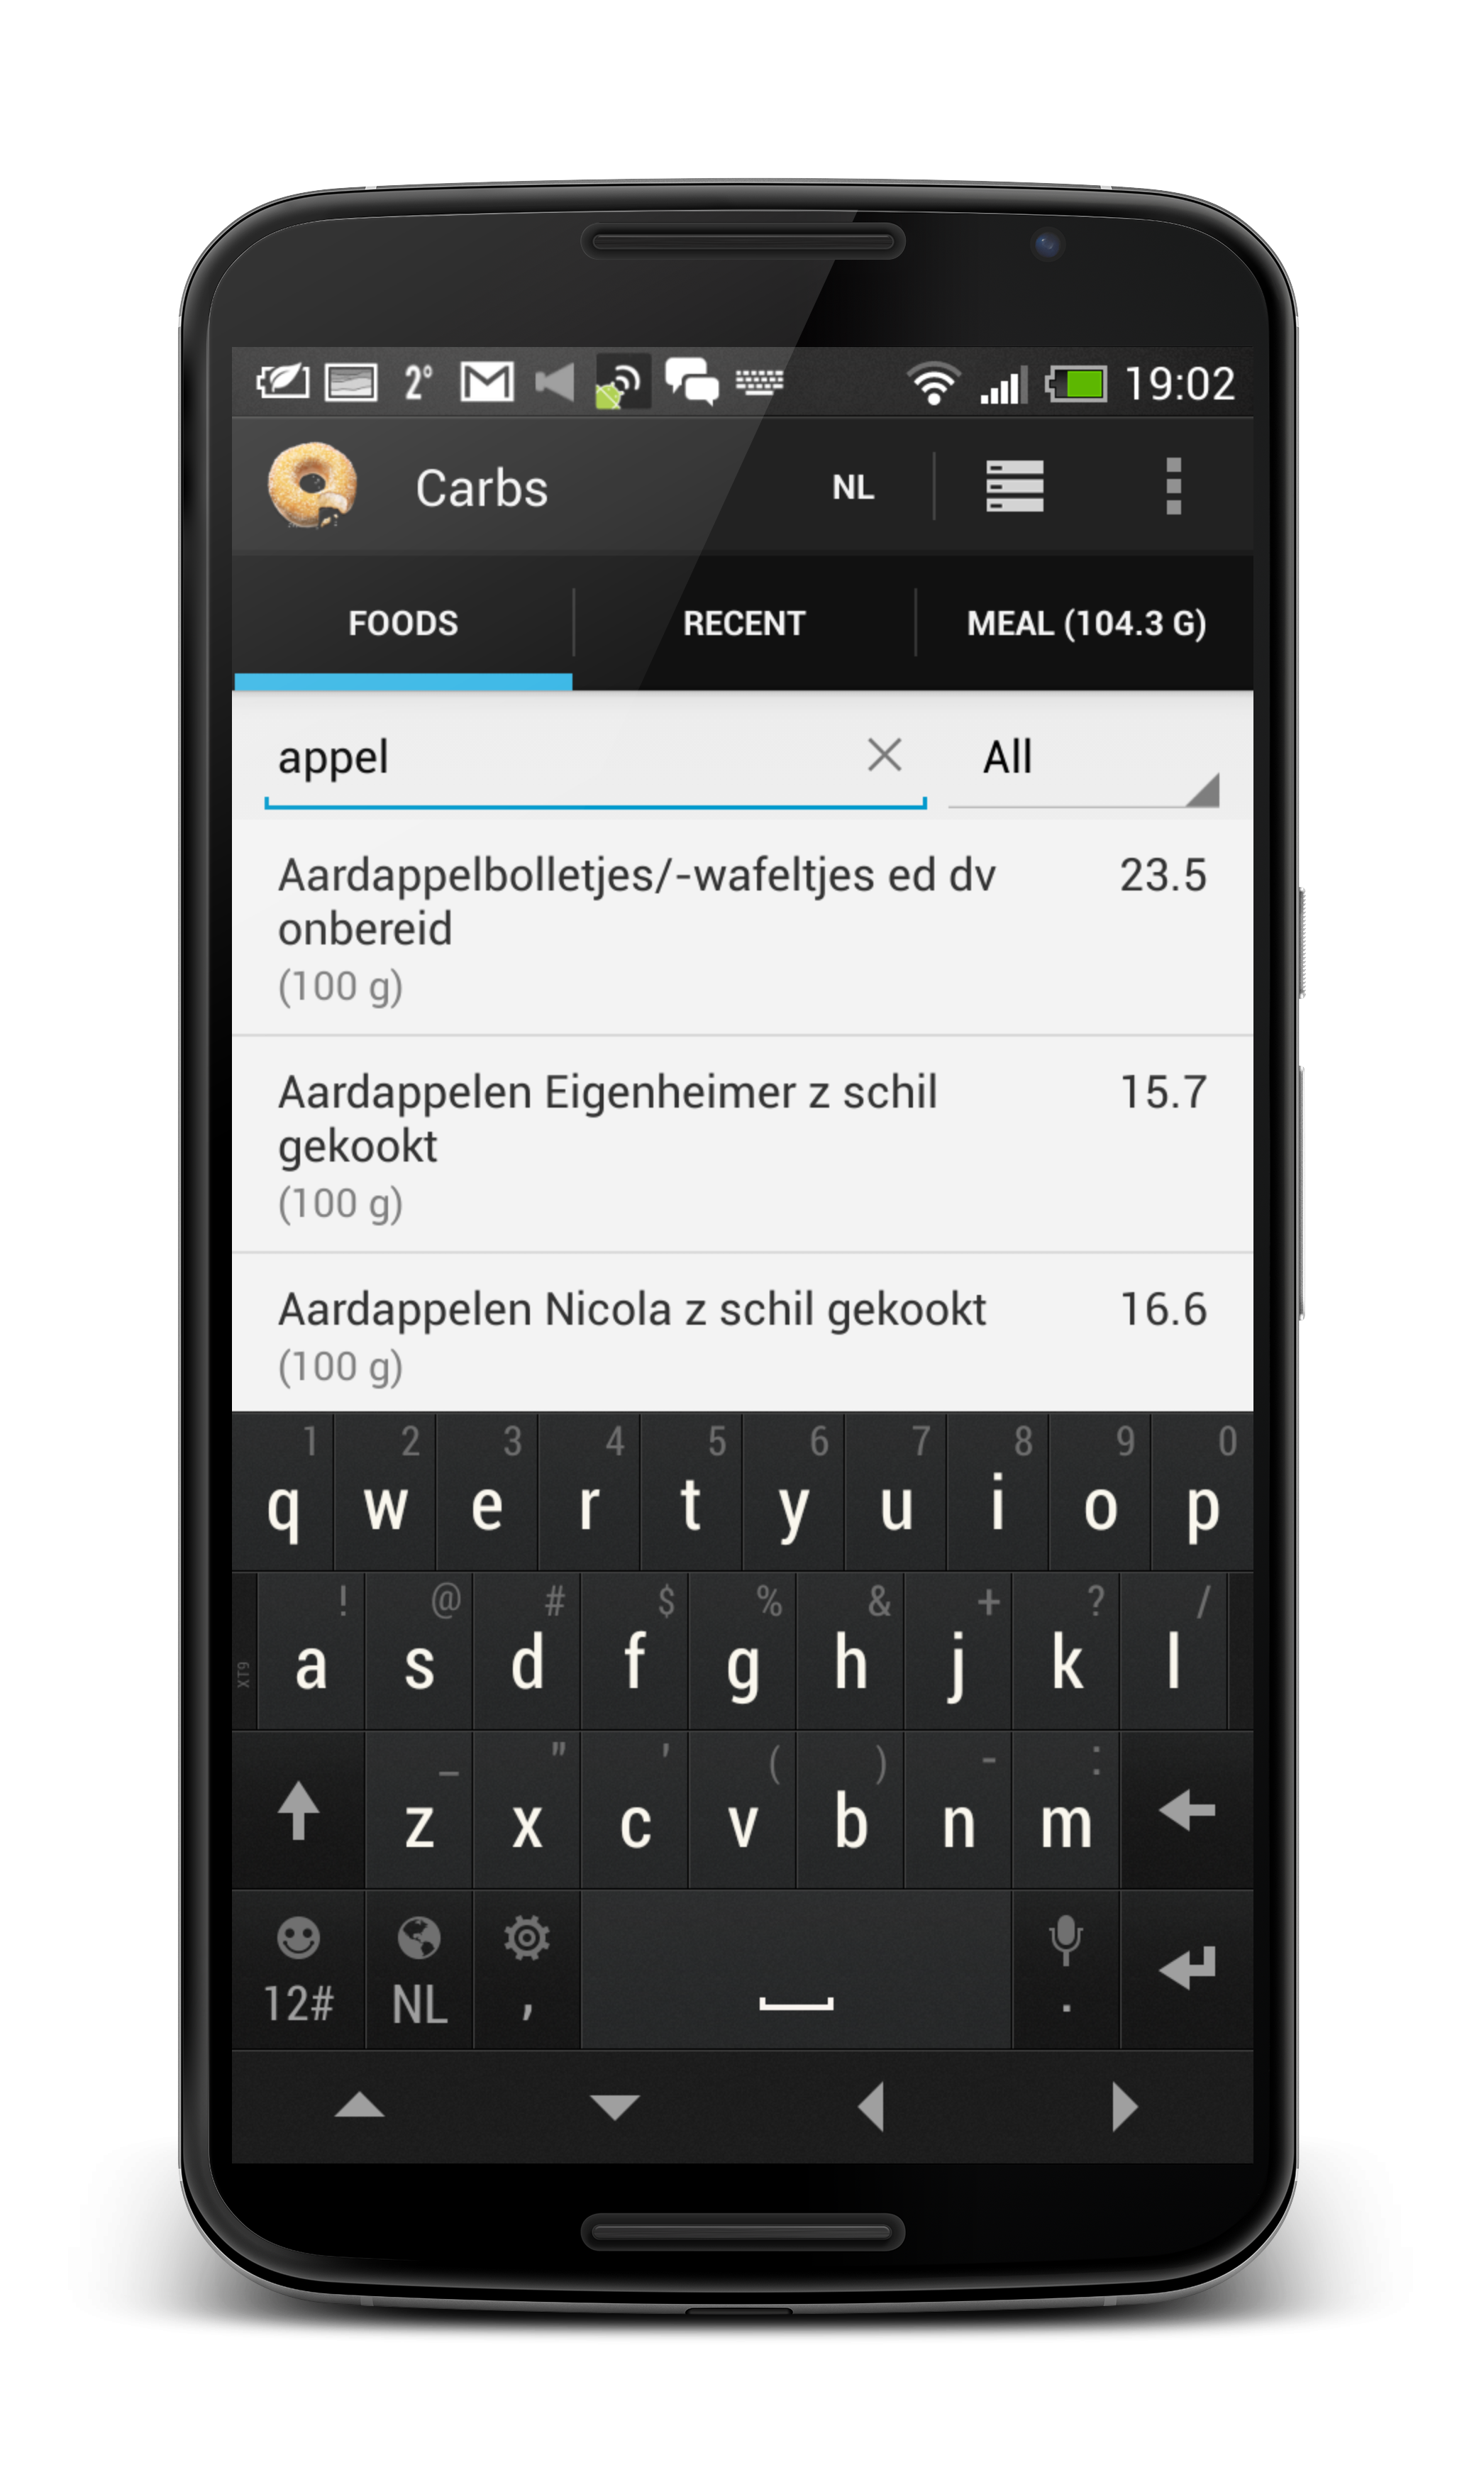 2° 19:02
Carbs NL
FOODS RECENT MEAL (104.3 G)
appel All
Aardappelbolletjes/-wafeltjes ed dv 23.5
onbereid
(100 g)
Aardappelen Eigenheimer z schil 15.7
gekookt
(100 g)
Aardappelen Nicola z schil gekookt 16.6
(100 g)
1 2 3 4 5 6 7 8 9 0
q w e r t y u i o p
! @ # $ % & + ? /
XT9 a s d f g h j k l
_ " ' ( ) - :
z x c v b n m
12# NL , .